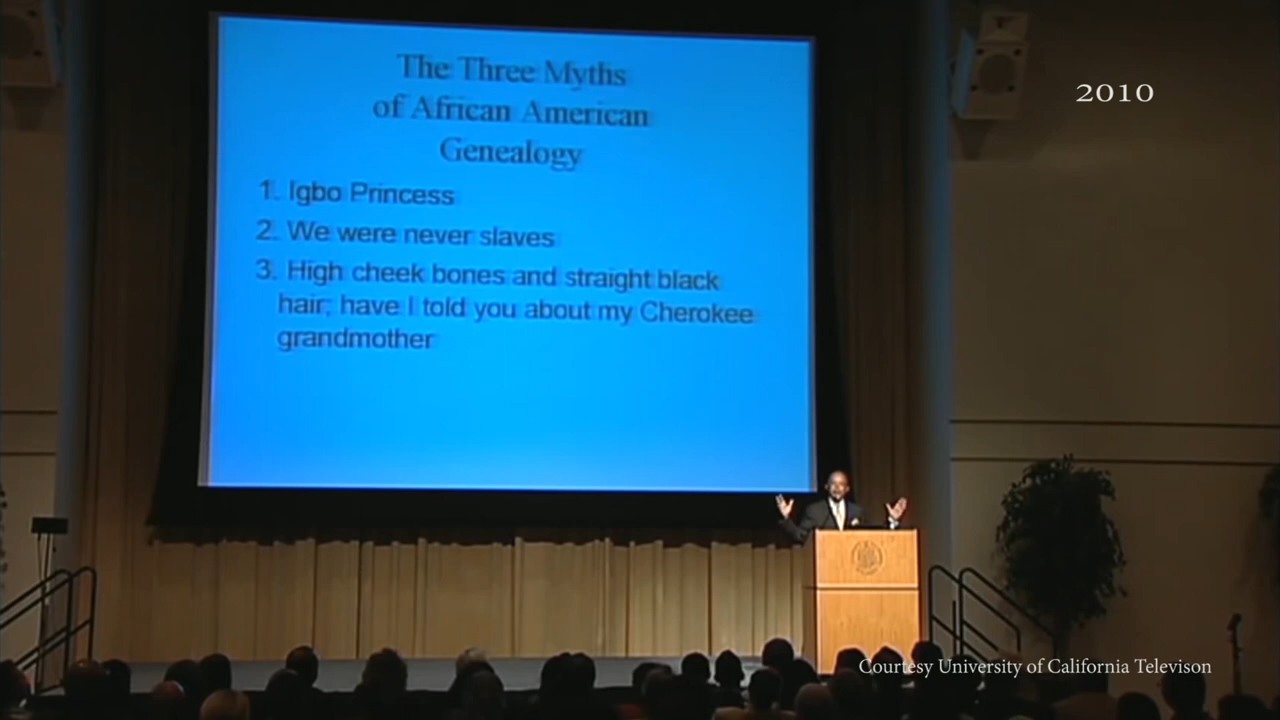 The Three Myths
of African American
Genealogy
1. Igbo Princess
2. We were never slaves
3. High cheek bones and straight black
hair; have I told you about my Cherokee
grandmother
2010
Courtesy University of California Televison